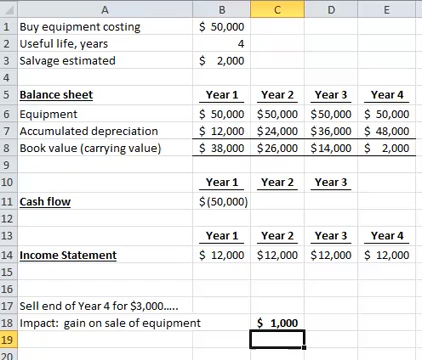 A B C D E
1 Buy equipment costing $ 50,000
2 Useful life, years 4
3 Salvage estimated $ 2,000
4
5 Balance sheet Year 1 Year 2 Year 3 Year 4
6 Equipment $ 50,000 $50,000 $50,000 $ 50,000
7 Accumulated depreciation $ 12,000 $24,000 $36,000 $ 48,000
8 Book value (carrying value) $ 38,000 $26,000 $14,000 $ 2,000
9
10 Year 1 Year 2 Year 3
11 Cash flow $(50,000)
12
13 Year 1 Year 2 Year 3 Year 4
14 Income Statement $ 12,000 $12,000 $12,000 $ 12,000
15
16
17 Sell end of Year 4 for $3,000.....
18 Impact: gain on sale of equipment $ 1,000
19
20